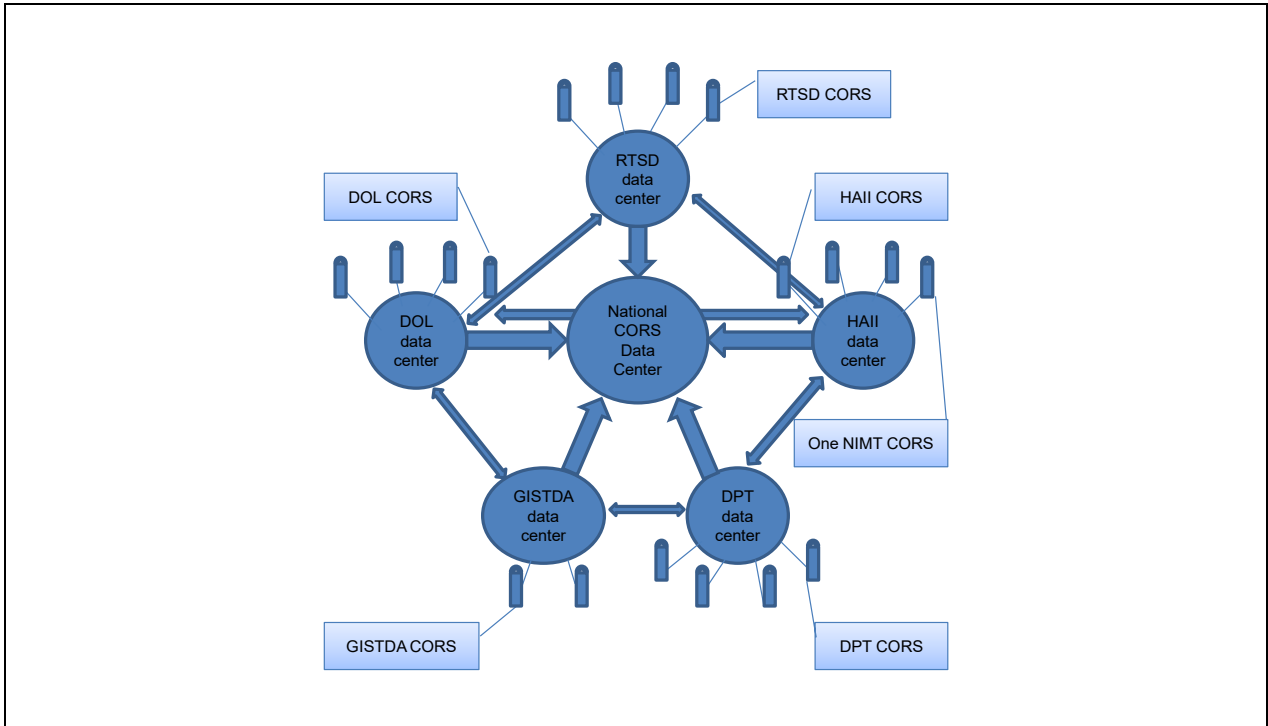 RTSD CORS
RTSD
data
center
DOL CORS
HAII CORS
National
CORS
Data
Center
DOL
data
center
HAII
data
center
One NIMT CORS
GISTDA
data
center
DPT
data
center
GISTDA CORS
DPT CORS